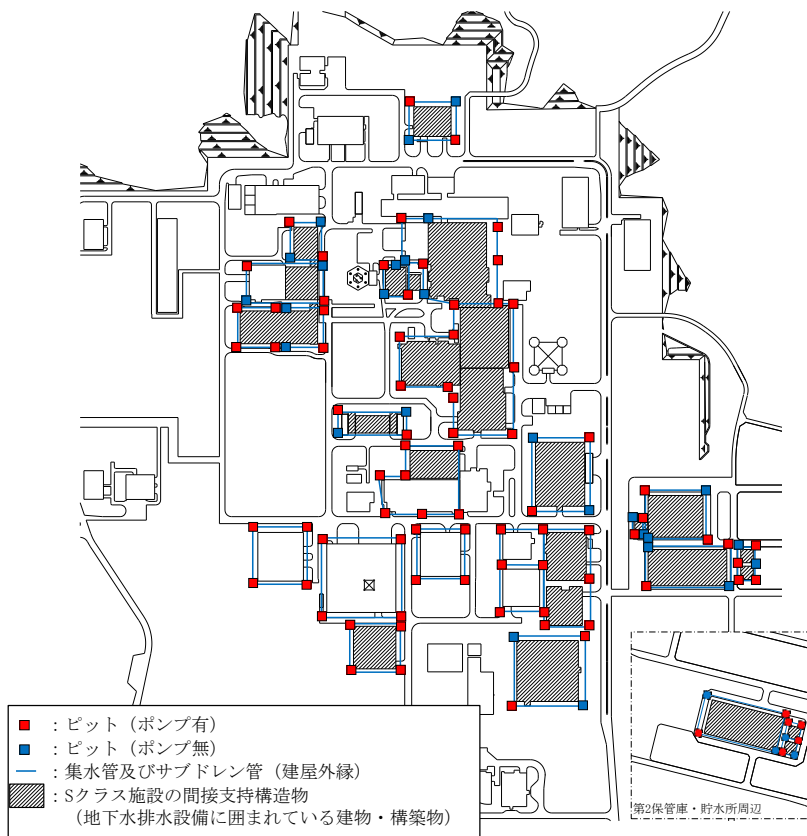 ：ピット（ポンプ有）
：ピット（ポンプ無）
：集水管及びサブドレン管（建屋外縁）
：Sクラス施設の間接支持構造物
（地下水排水設備に囲まれている建物・構築物）
第2保管庫・貯水所周辺